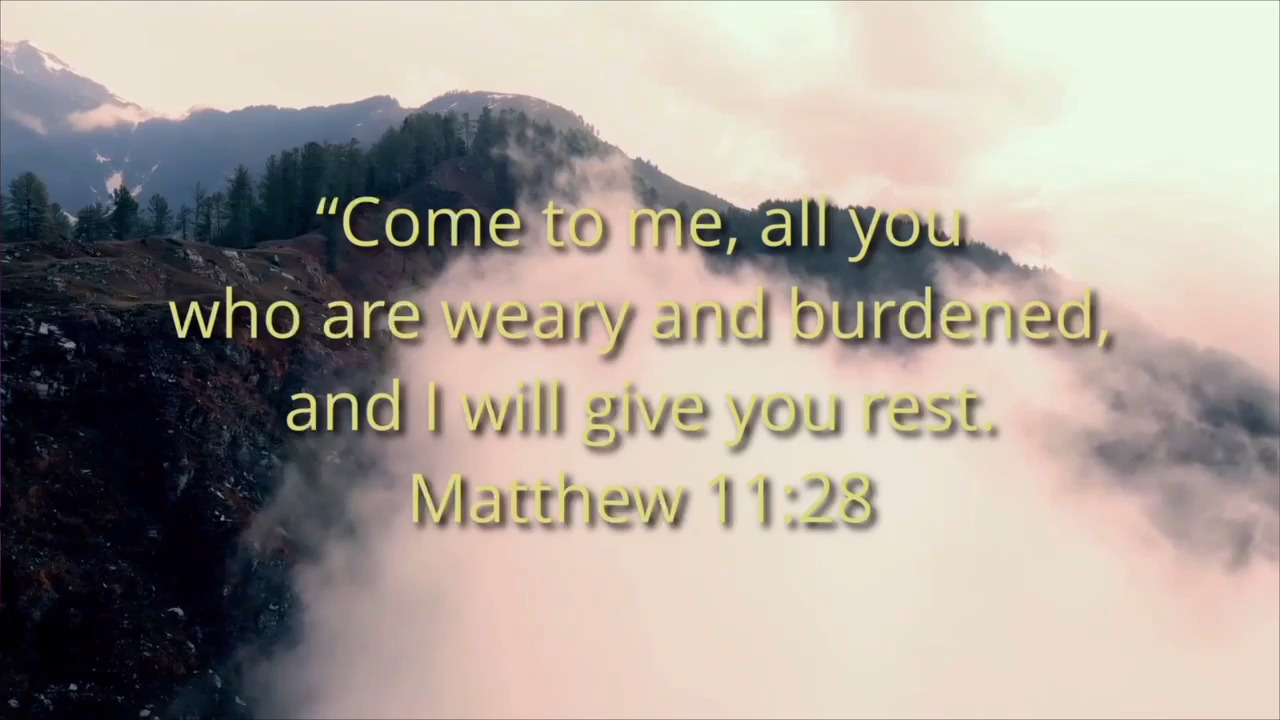 “Come to me, all you
who are weary and burdened,
and I will give you rest.
Matthew 11:28